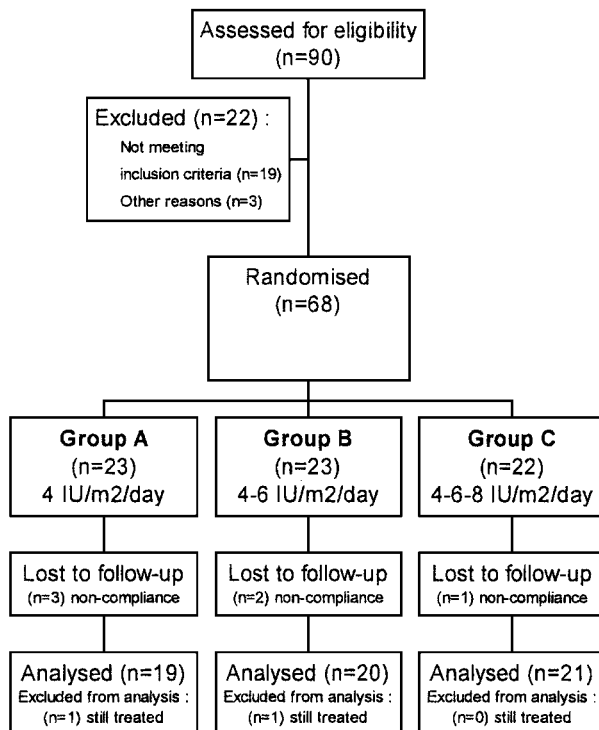 Assessed for eligibility
(n=90)
Excluded (n=22) :
Not meeting
inclusion criteria (n=19)
Other reasons (n=3)
Randomised
(n=68)
Group A
(n=23)
4 IU/m2/day
Group B
(n=23)
4-6 IU/m2/day
Group C
(n=22)
4-6-8 IU/m2/day
Lost to follow-up
(n=3) non-compliance
Lost to follow-up
(n=2) non-compliance
Lost to follow-up
(n=1) non-compliance
Analysed (n=19)
Excluded from analysis :
(n=1) still treated
Analysed (n=20)
Excluded from analysis :
(n=1) still treated
Analysed (n=21)
Excluded from analysis :
(n=0) still treated